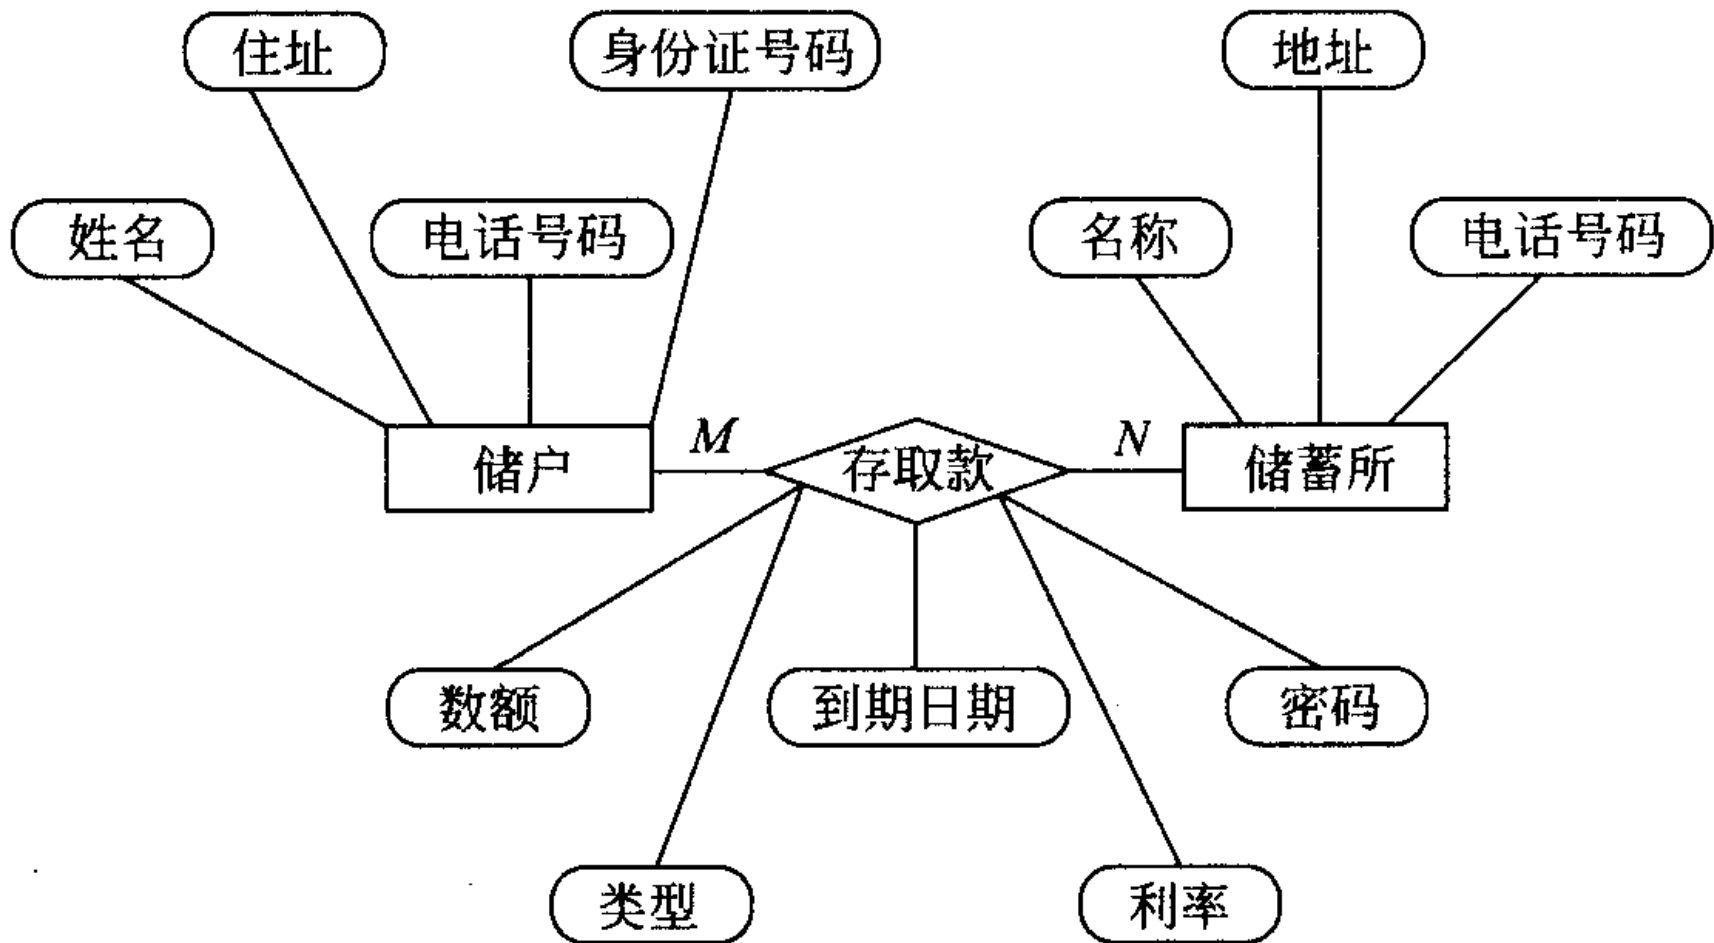 住址
身份证号码
地址
姓名
电话号码
名称
电话号码
储户
M
存取款
N
储蓄所
数额
到期日期
密码
类型
利率